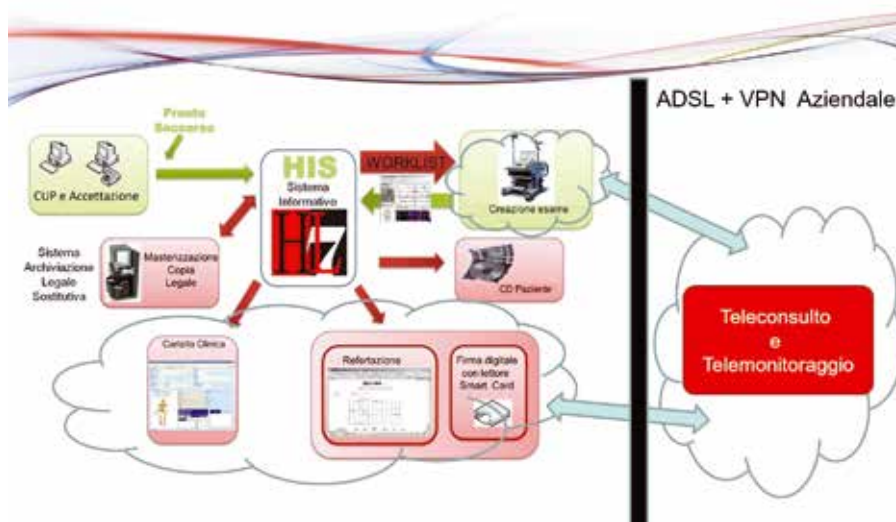 ADSL + VPN Aziendale
Pronto
Soccorso
CUP e Accettazione
HIS
Sistema
Informativo
HL7
WORKLIST
Creazione esame
Sistema
Archiviazione
Legale
Sostitutiva
Masterizzazione
Copia
Legale
CD Paziente
Cartella Clinica
Refertazione
Firma digitale
con lettore
Smart Card
Teleconsulto
e
Telemonitoraggio